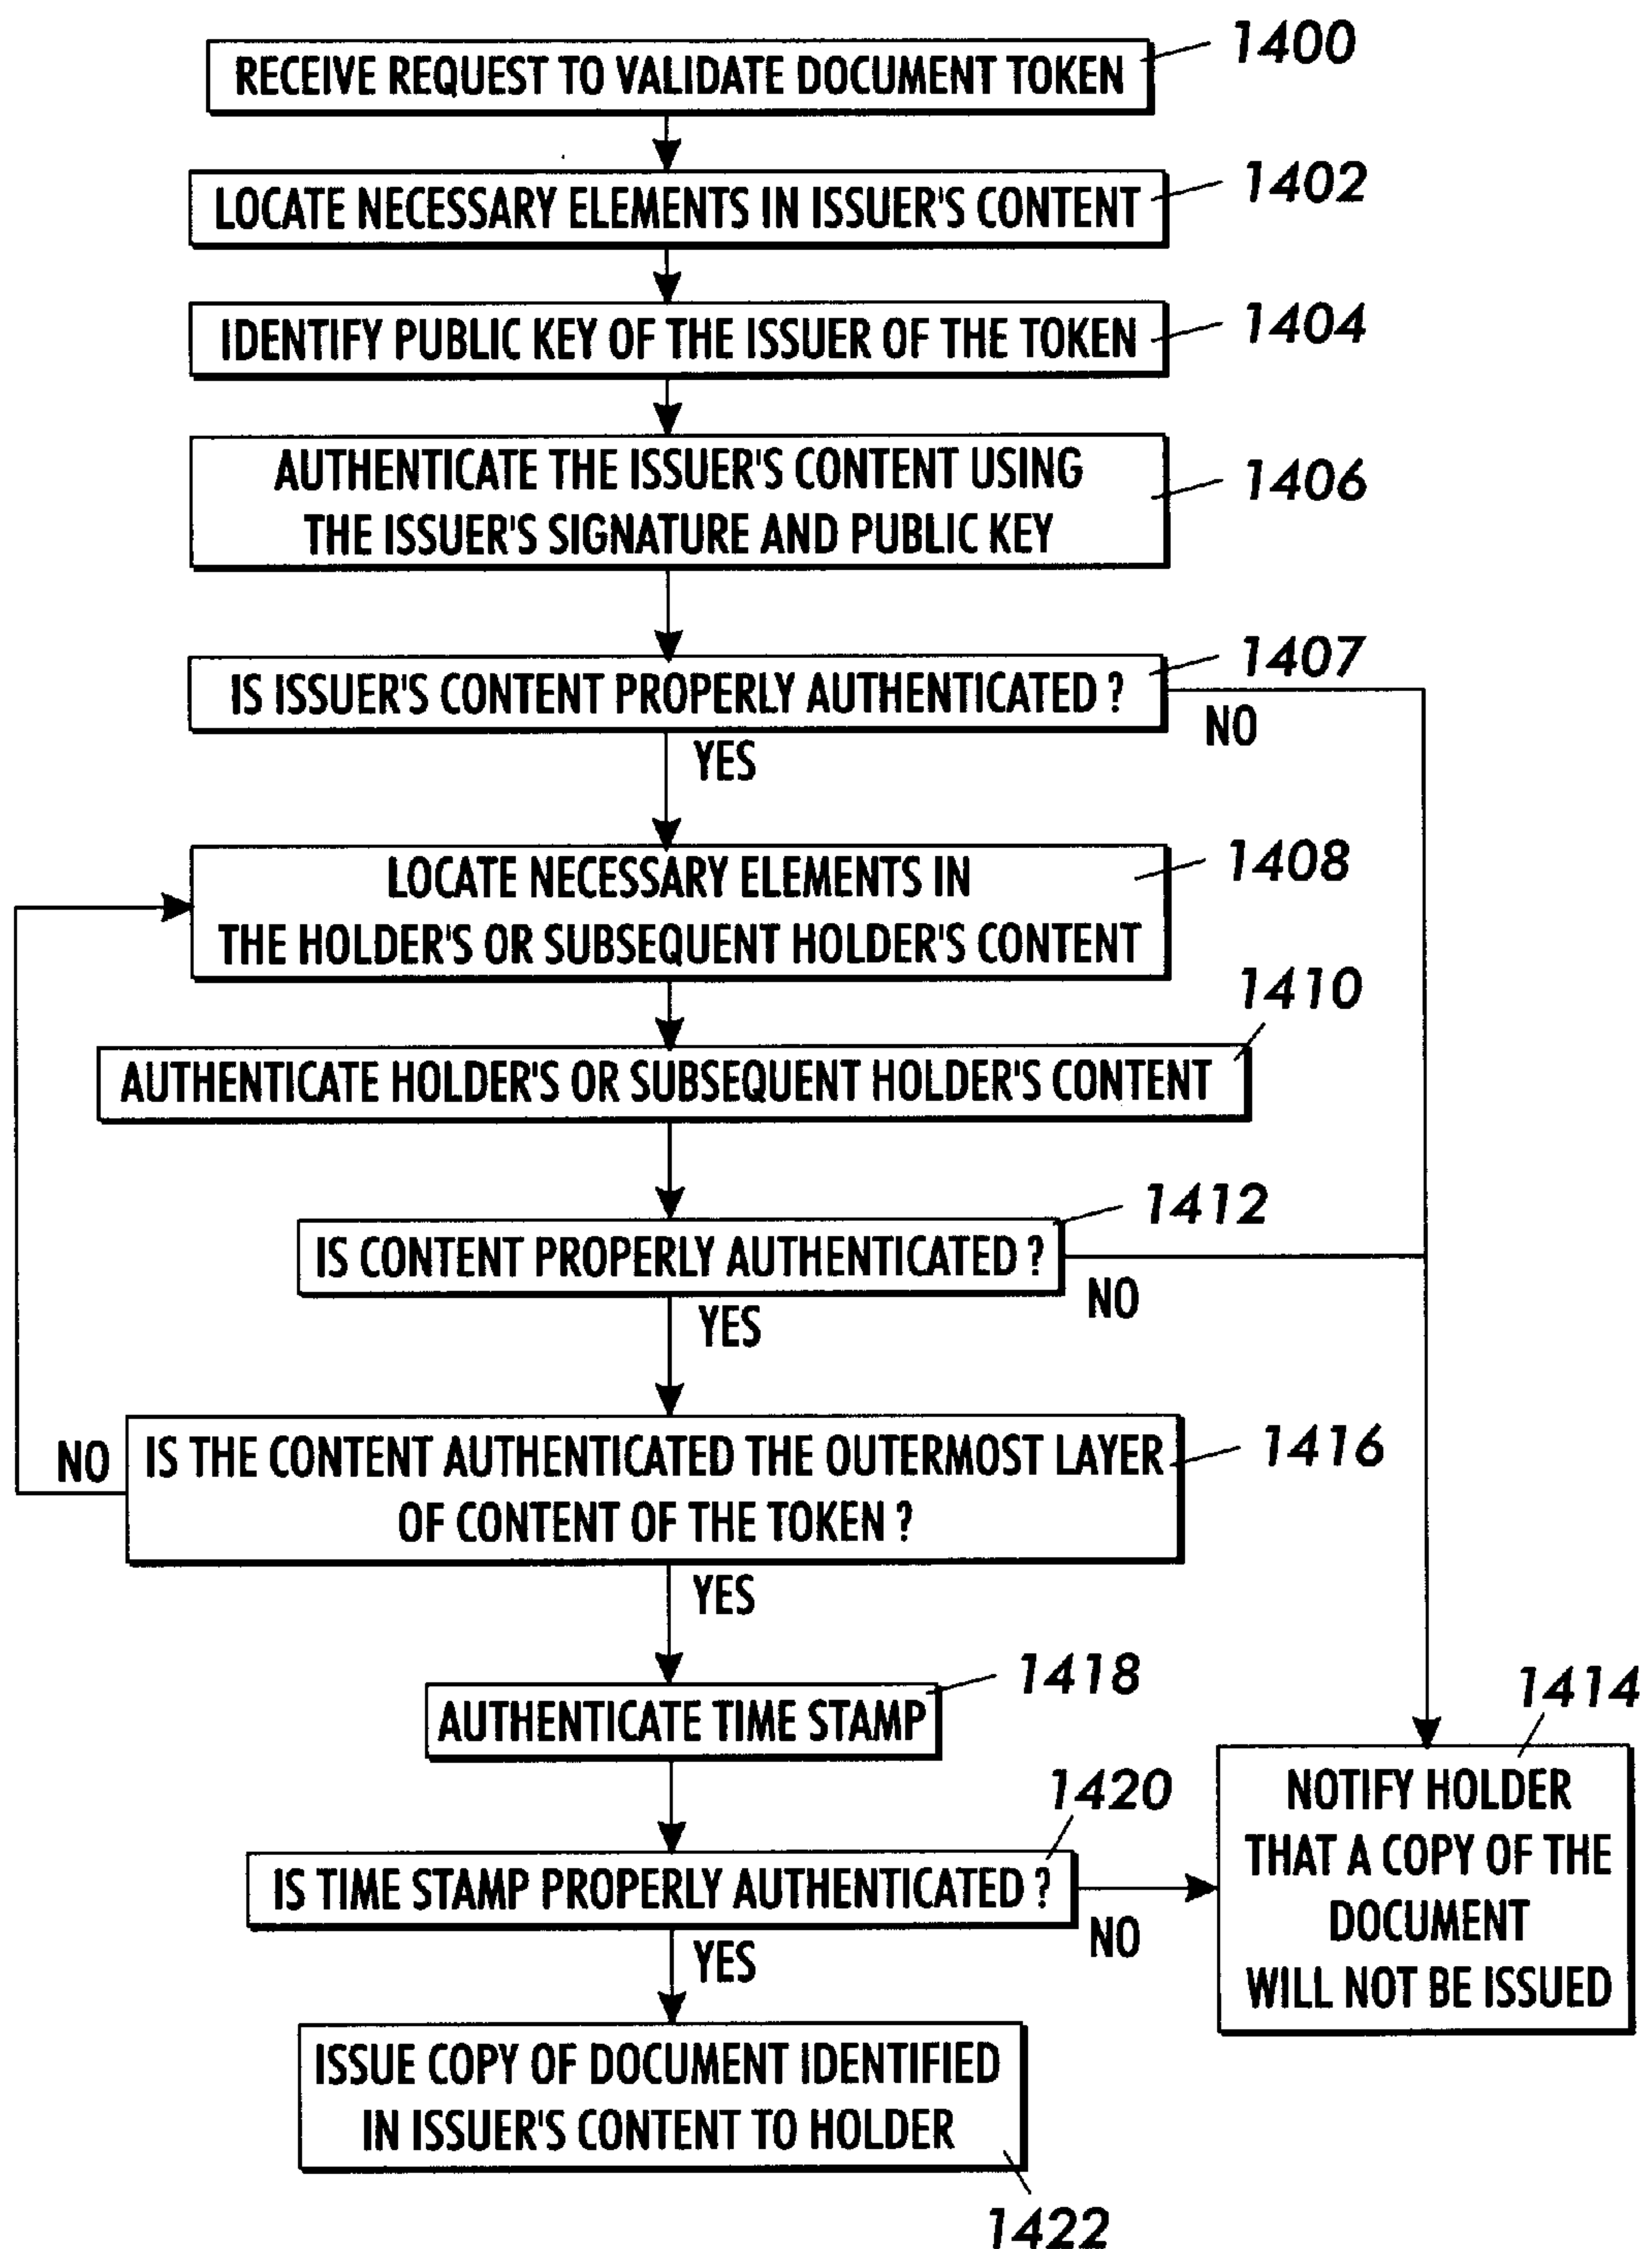 RECEIVE REQUEST TO VALIDATE DOCUMENT TOKEN
1400
LOCATE NECESSARY ELEMENTS IN ISSUER'S CONTENT
1402
IDENTIFY PUBLIC KEY OF THE ISSUER OF THE TOKEN
1404
AUTHENTICATE THE ISSUER'S CONTENT USING
THE ISSUER'S SIGNATURE AND PUBLIC KEY
1406
IS ISSUER'S CONTENT PROPERLY AUTHENTICATED ?
1407
NO
YES
LOCATE NECESSARY ELEMENTS IN
THE HOLDER'S OR SUBSEQUENT HOLDER'S CONTENT
1408
1410
AUTHENTICATE HOLDER'S OR SUBSEQUENT HOLDER'S CONTENT
1412
IS CONTENT PROPERLY AUTHENTICATED ?
NO
YES
NO
IS THE CONTENT AUTHENTICATED THE OUTERMOST LAYER
OF CONTENT OF THE TOKEN ?
1416
YES
1418
AUTHENTICATE TIME STAMP
1414
NOTIFY HOLDER
THAT A COPY OF THE
DOCUMENT
WILL NOT BE ISSUED
1420
IS TIME STAMP PROPERLY AUTHENTICATED ?
NO
YES
ISSUE COPY OF DOCUMENT IDENTIFIED
IN ISSUER'S CONTENT TO HOLDER
1422